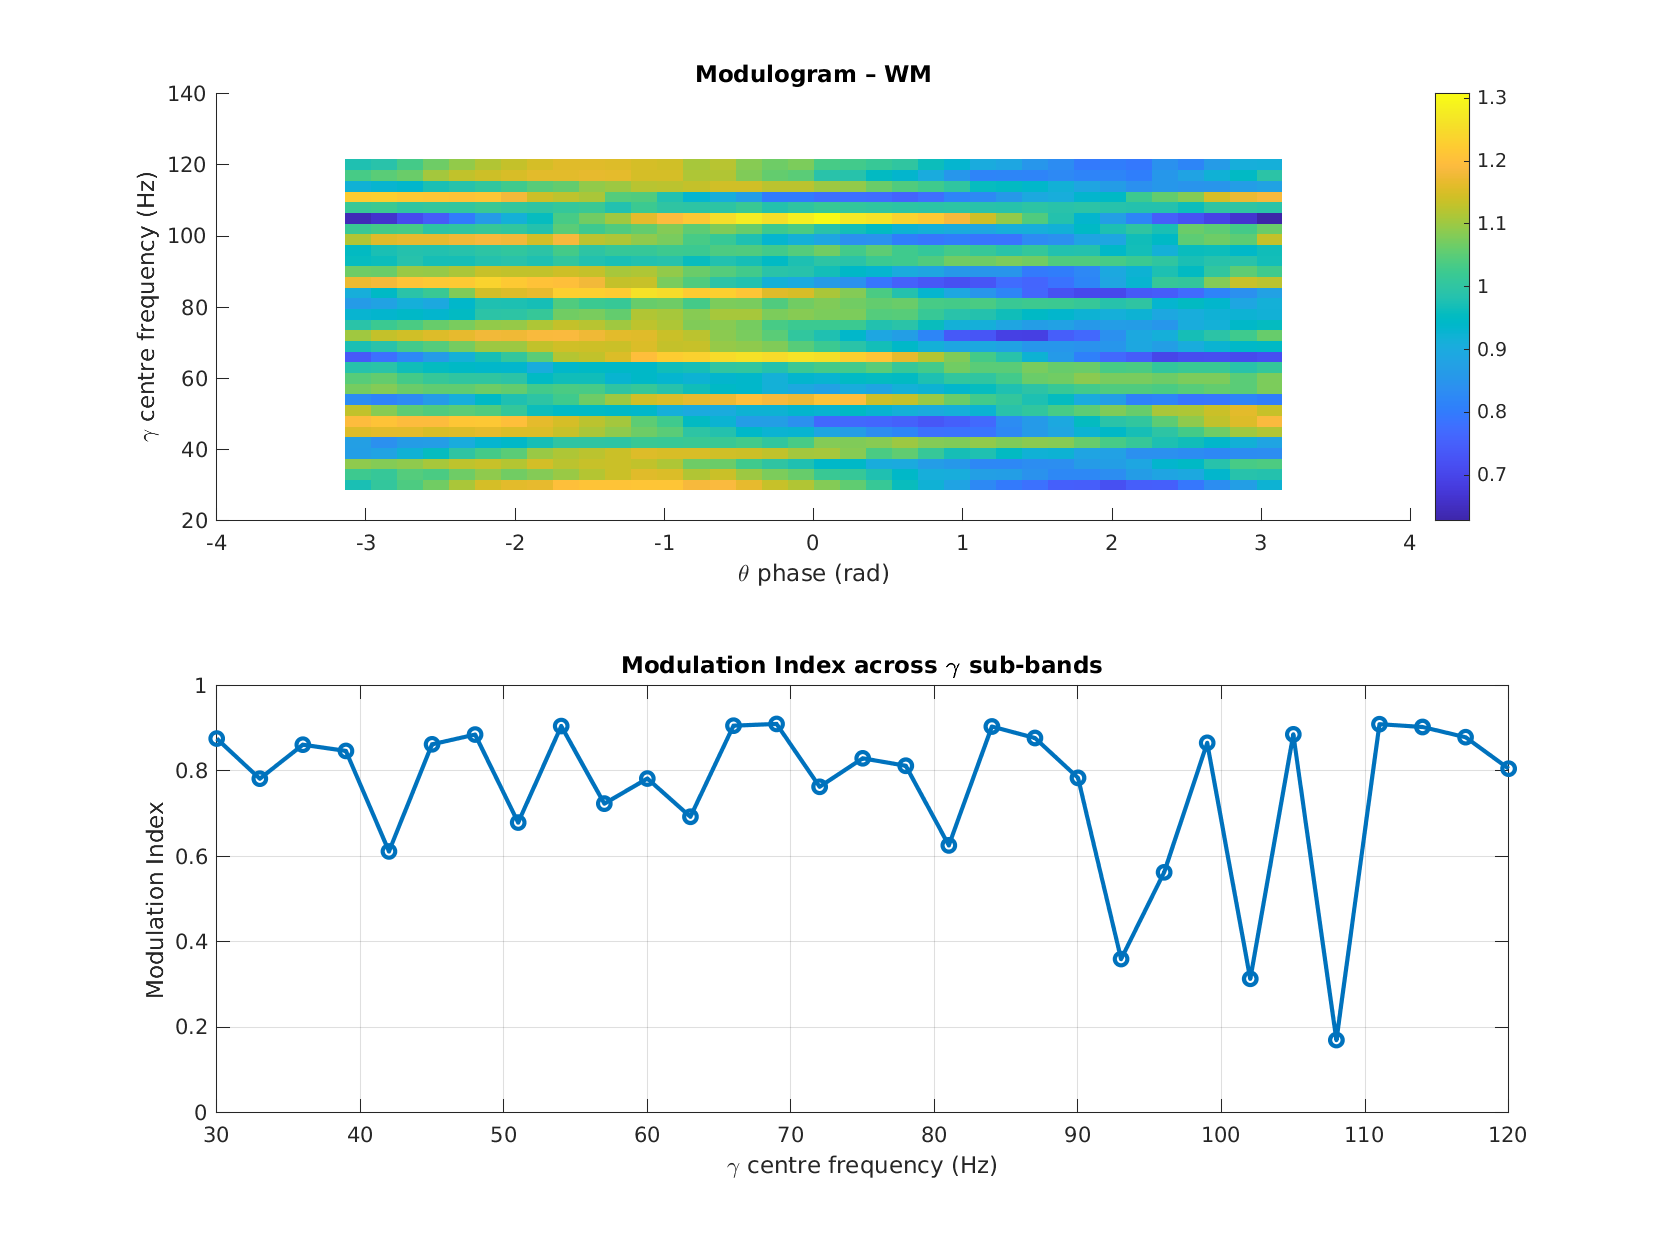 Modulogram – WM
140
120
100
80
60
40
20
γ centre frequency (Hz)
-4 -3 -2 -1 0 1 2 3 4
θ phase (rad)
1.3
1.2
1.1
1
0.9
0.8
0.7
Modulation Index across γ sub-bands
1
0.8
0.6
0.4
0.2
0
Modulation Index
30 40 50 60 70 80 90 100 110 120
γ centre frequency (Hz)